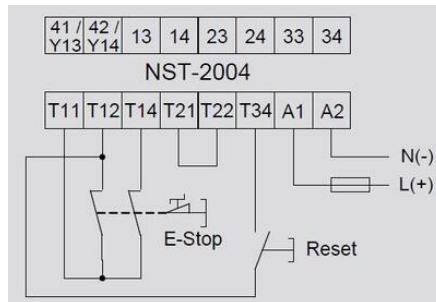 41 / 42 / 13 14 23 24 33 34
Y13 Y14
NST-2004
T11 T12 T14 T21 T22 T34 A1 A2
N(-)
L(+)
E-Stop
Reset